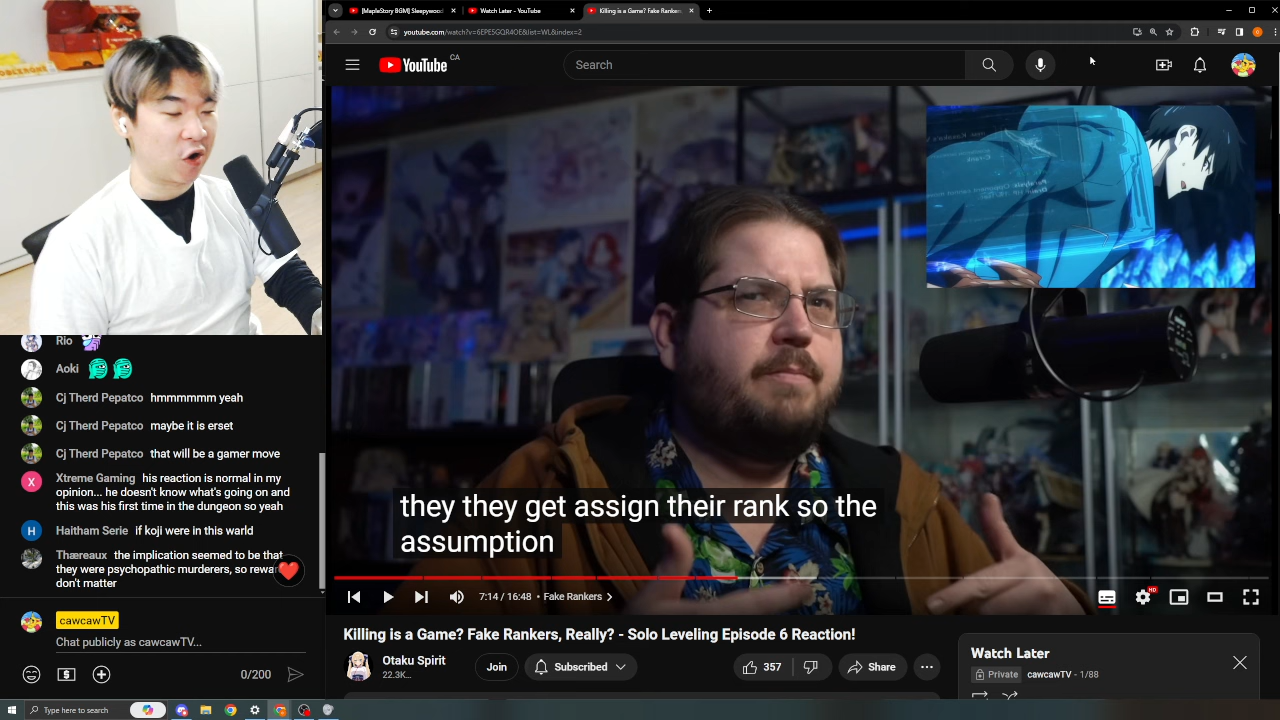 [MapleStory BGM] Sleepywood
Watch Later - YouTube
Killing is a Game? Fake Rankers,
youtube.com/watch?v=6EPE5GQR4OE&list=WL&index=2
YouTube CA
Search
they they get assign their rank so the
assumption
7:14 / 16:48 • Fake Rankers
HD
Killing is a Game? Fake Rankers, Really? - Solo Leveling Episode 6 Reaction!
Otaku Spirit
22.3K...
Join
Subscribed
357
Share
Watch Later
Private cawcawTV - 1/88
Rio
Aoki
Cj Therd Pepatco hmmmmmm yeah
Cj Therd Pepatco maybe it is erset
Cj Therd Pepatco that will be a gamer move
Xtreme Gaming his reaction is normal in my
opinion... he doesn't know what's going on and
this was his first time in the dungeon so yeah
Haitham Serie if koji were in this warld
Thæreaux the implication seemed to be that
they were psychopathic murderers, so rewa
don't matter
cawcawTV
Chat publicly as cawcawTV...
0/200
Type here to search